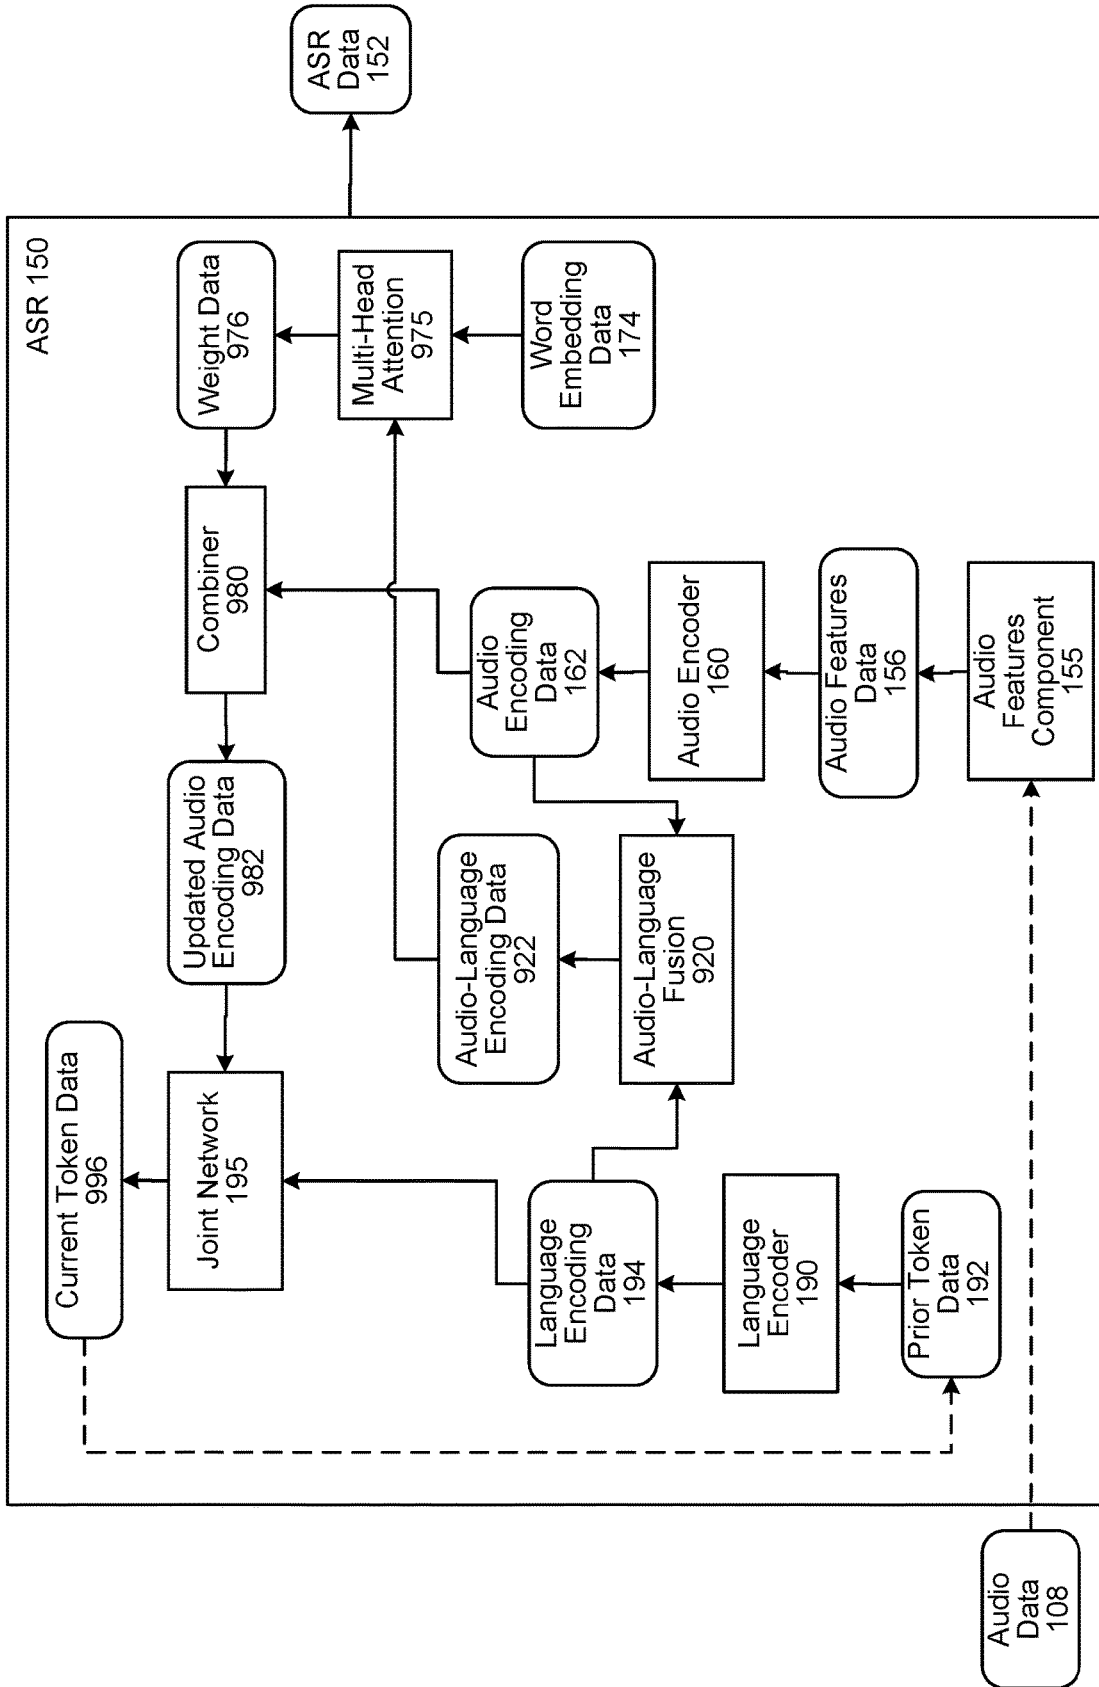 ASR 150
Current Token Data
996
Joint Network
195
Updated Audio
Encoding Data
982
Combiner
980
Weight Data
976
ASR
Data
152
Multi-Head
Attention
975
Word
Embedding
Data
174
Audio-Language
Encoding Data
922
Audio
Encoding
Data
162
Language
Encoding
Data
194
Audio-Language
Fusion
920
Audio Encoder
160
Language
Encoder
190
Audio Features
Data
156
Prior Token
Data
192
Audio
Features
Component
155
Audio
Data
108